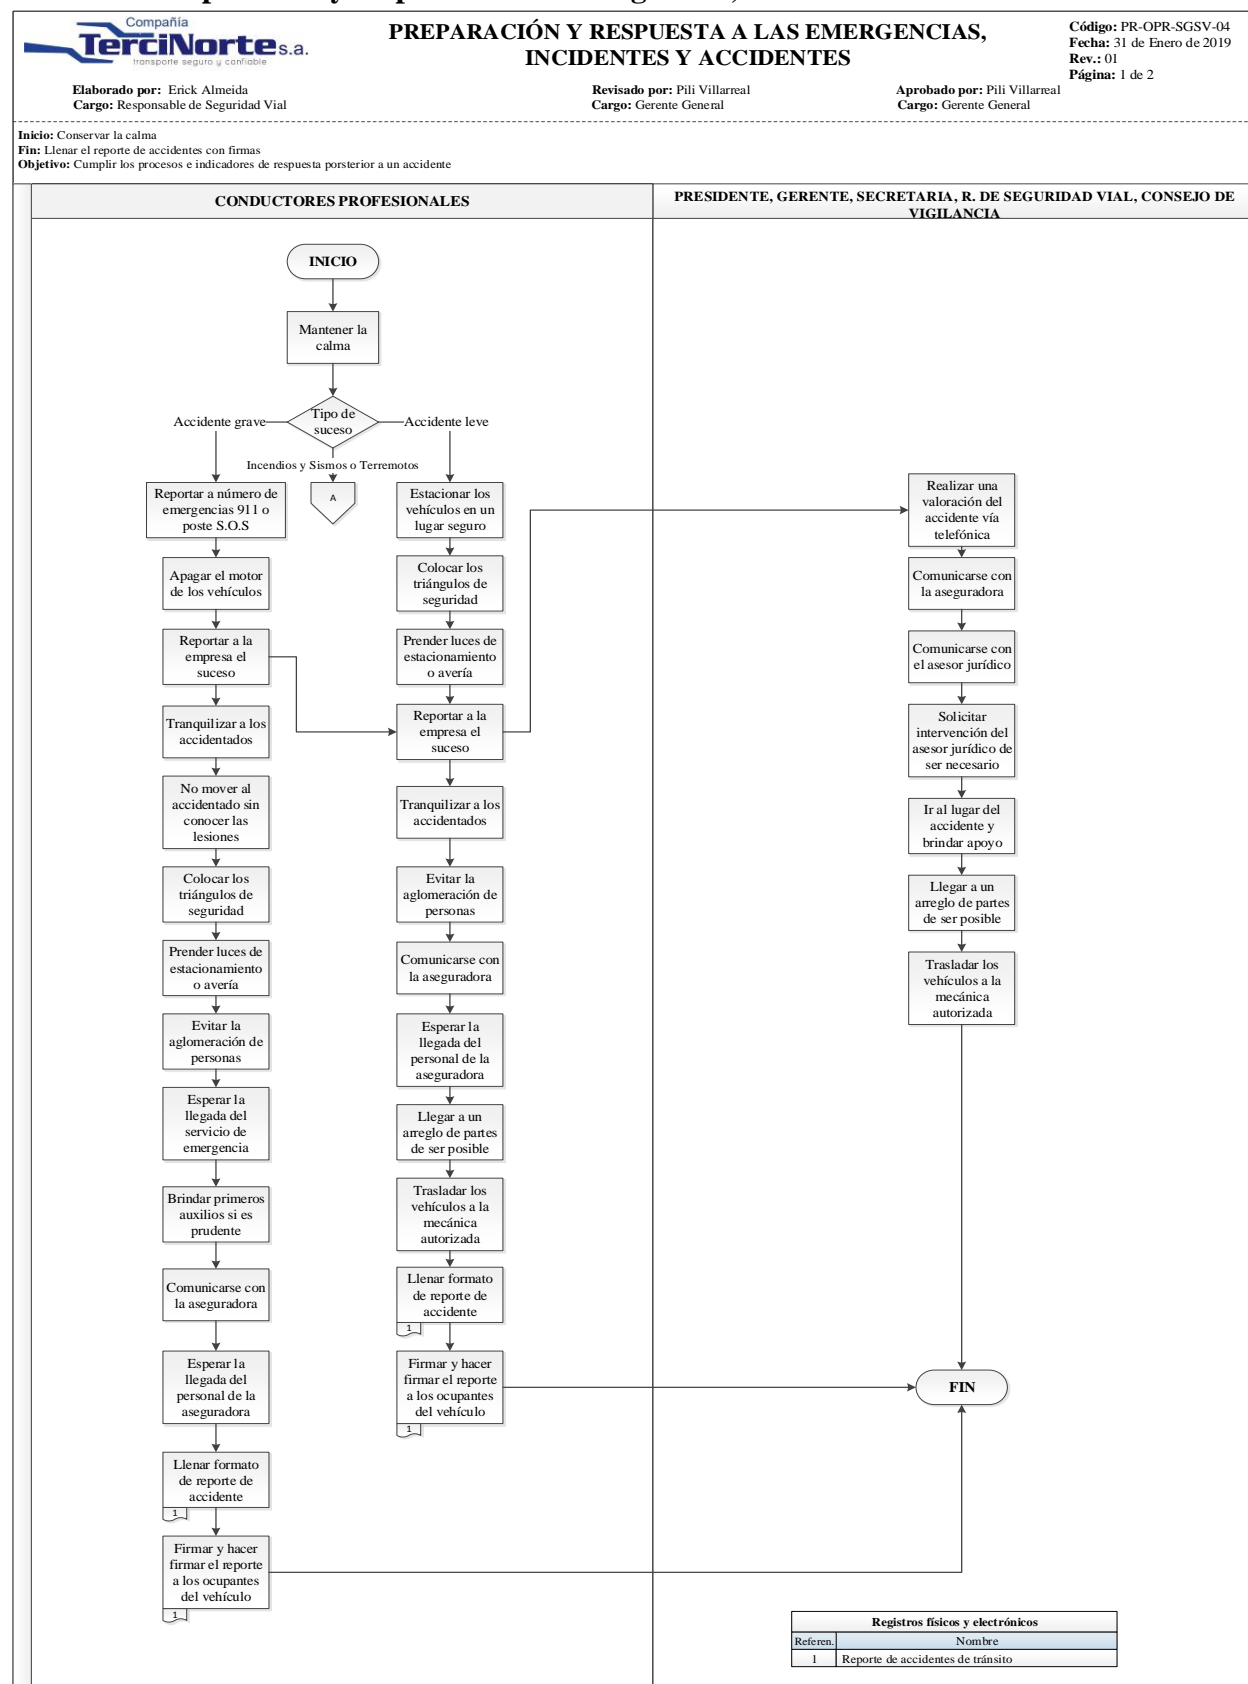 Compañía
TerciNorte s.a.
transporte seguro y confiable
PREPARACIÓN Y RESPUESTA A LAS EMERGENCIAS,
INCIDENTES Y ACCIDENTES
Código: PR-OPR-SGSV-04
Fecha: 31 de Enero de 2019
Rev.: 01
Página: 1 de 2
Elaborado por: Erick Almeida
Cargo: Responsable de Seguridad Vial
Revisado por: Pili Villarreal
Cargo: Gerente General
Aprobado por: Pili Villarreal
Cargo: Gerente General
Inicio: Conservar la calma
Fin: Llenar el reporte de accidentes con firmas
Objetivo: Cumplir los procesos e indicadores de respuesta porsterior a un accidente
CONDUCTORES PROFESIONALES
PRESIDENTE, GERENTE, SECRETARIA, R. DE SEGURIDAD VIAL, CONSEJO DE
VIGILANCIA
INICIO
Mantener la
calma
Tipo de
suceso
Accidente grave
Accidente leve
Incendios y Sismos o Terremotos
A
Reportar a número de
emergencias 911 o
poste S.O.S
Apagar el motor
de los vehículos
Reportar a la
empresa el
suceso
Tranquilizar a los
accidentados
No mover al
accidentado sin
conocer las
lesiones
Colocar los
triángulos de
seguridad
Prender luces de
estacionamiento
o avería
Evitar la
aglomeración de
personas
Esperar la
llegada del
servicio de
emergencia
Brindar primeros
auxilios si es
prudente
Comunicarse con
la aseguradora
Esperar la
llegada del
personal de la
aseguradora
Llenar formato
de reporte de
accidente
1
Firmar y hacer
firmar el reporte
a los ocupantes
del vehículo
1
Estacionar los
vehículos en un
lugar seguro
Colocar los
triángulos de
seguridad
Prender luces de
estacionamiento
o avería
Reportar a la
empresa el
suceso
Tranquilizar a los
accidentados
Evitar la
aglomeración de
personas
Comunicarse con
la aseguradora
Esperar la
llegada del
personal de la
aseguradora
Llegar a un
arreglo de partes
de ser posible
Trasladar los
vehículos a la
mecánica
autorizada
Llenar formato
de reporte de
accidente
1
Firmar y hacer
firmar el reporte
a los ocupantes
del vehículo
1
Realizar una
valoración del
accidente vía
telefónica
Comunicarse con
la aseguradora
Comunicarse con
el asesor jurídico
Solicitar
intervención del
asesor jurídico de
ser necesario
Ir al lugar del
accidente y
brindar apoyo
Llegar a un
arreglo de partes
de ser posible
Trasladar los
vehículos a la
mecánica
autorizada
FIN
Registros físicos y electrónicos
Referen. Nombre
1 Reporte de accidentes de tránsito